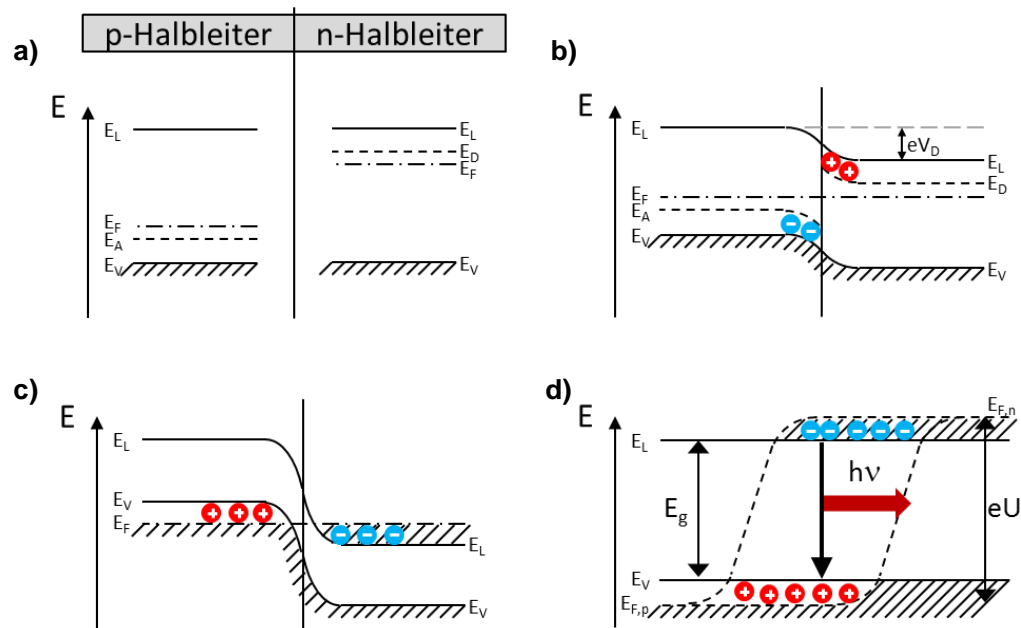 p-Halbleiter n-Halbleiter
a)
E
E_L
E_F
E_A
E_V
E_L
E_D
E_F
E_V
b)
E
E_L
E_F
E_A
E_V
eV_D
E_L
E_D
E_V
+ +
− −
c)
E
E_L
E_V
E_F
+ + +
− − −
E_L
E_V
d)
E
E_L
E_V
E_F,p
E_g
− − − − −
hν
+ + + + +
E_F,n
eU